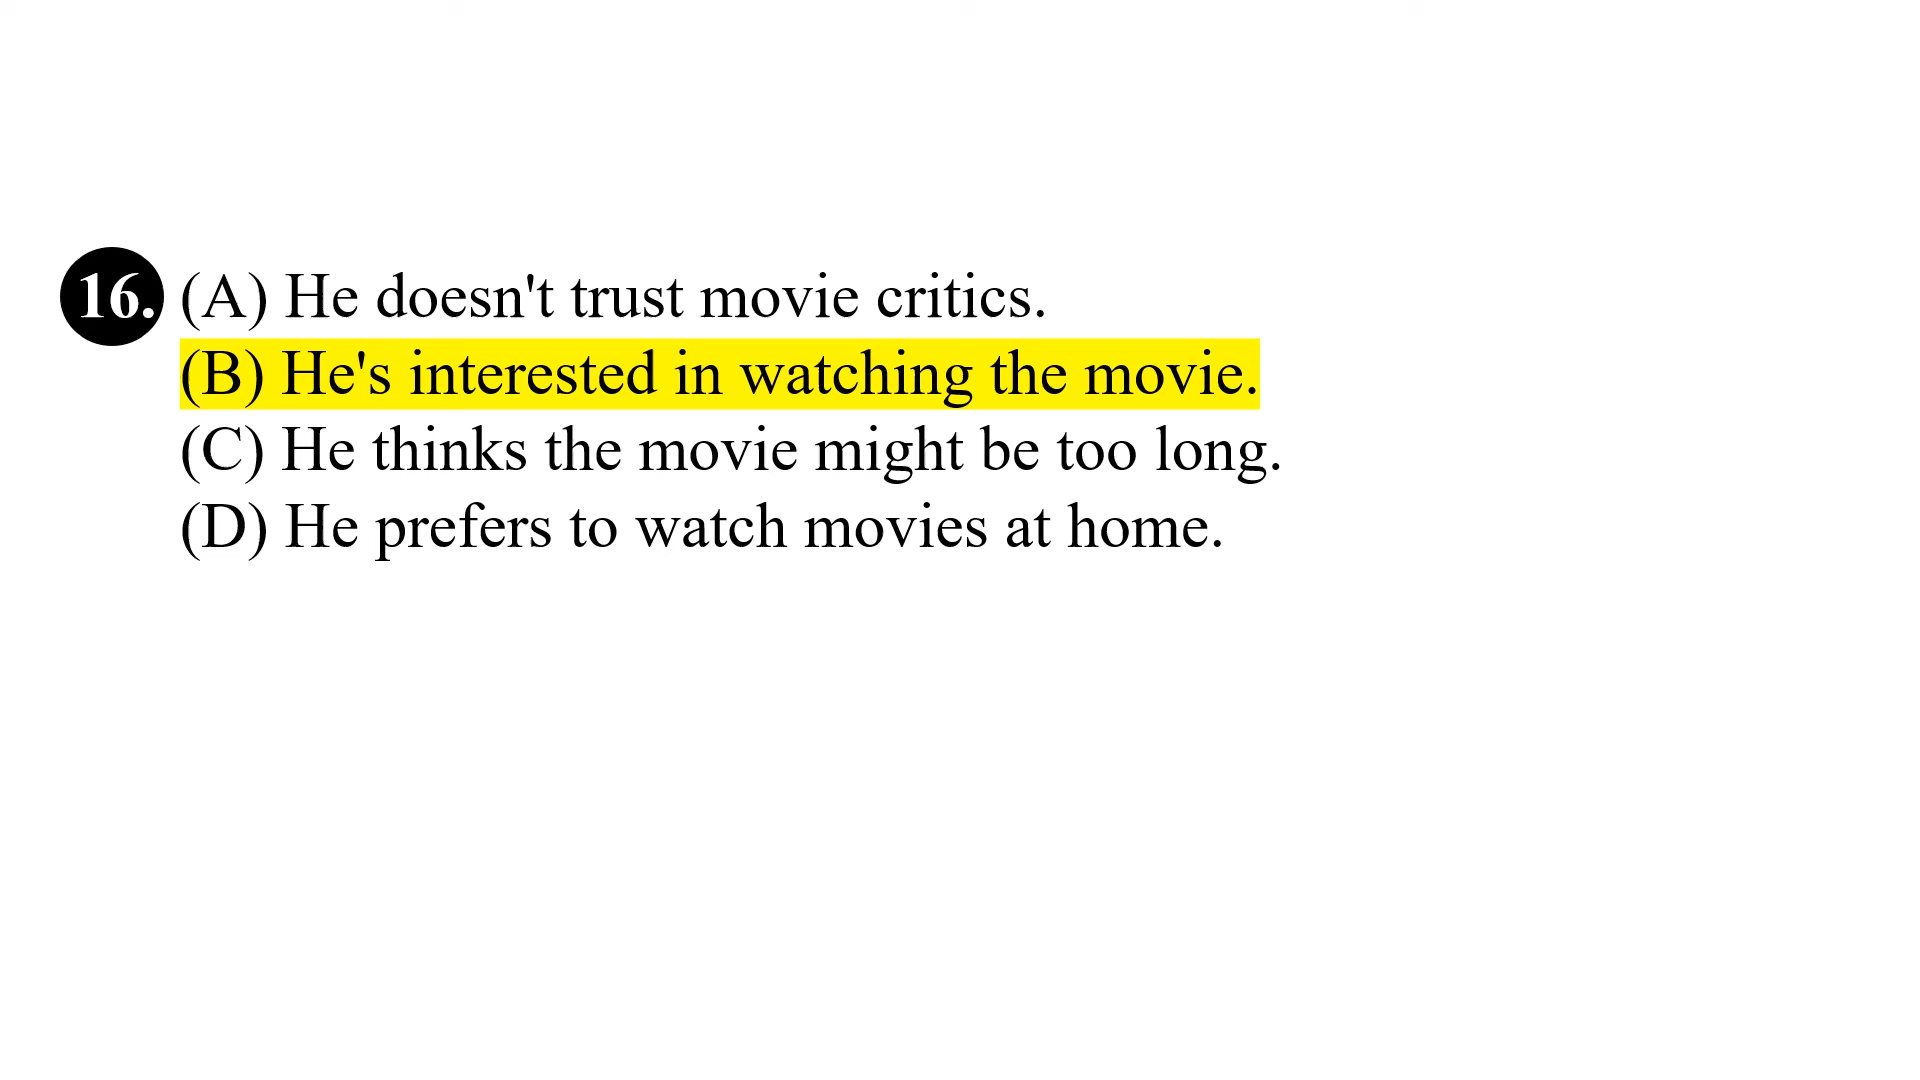 16. (A) He doesn't trust movie critics.
(B) He's interested in watching the movie.
(C) He thinks the movie might be too long.
(D) He prefers to watch movies at home.